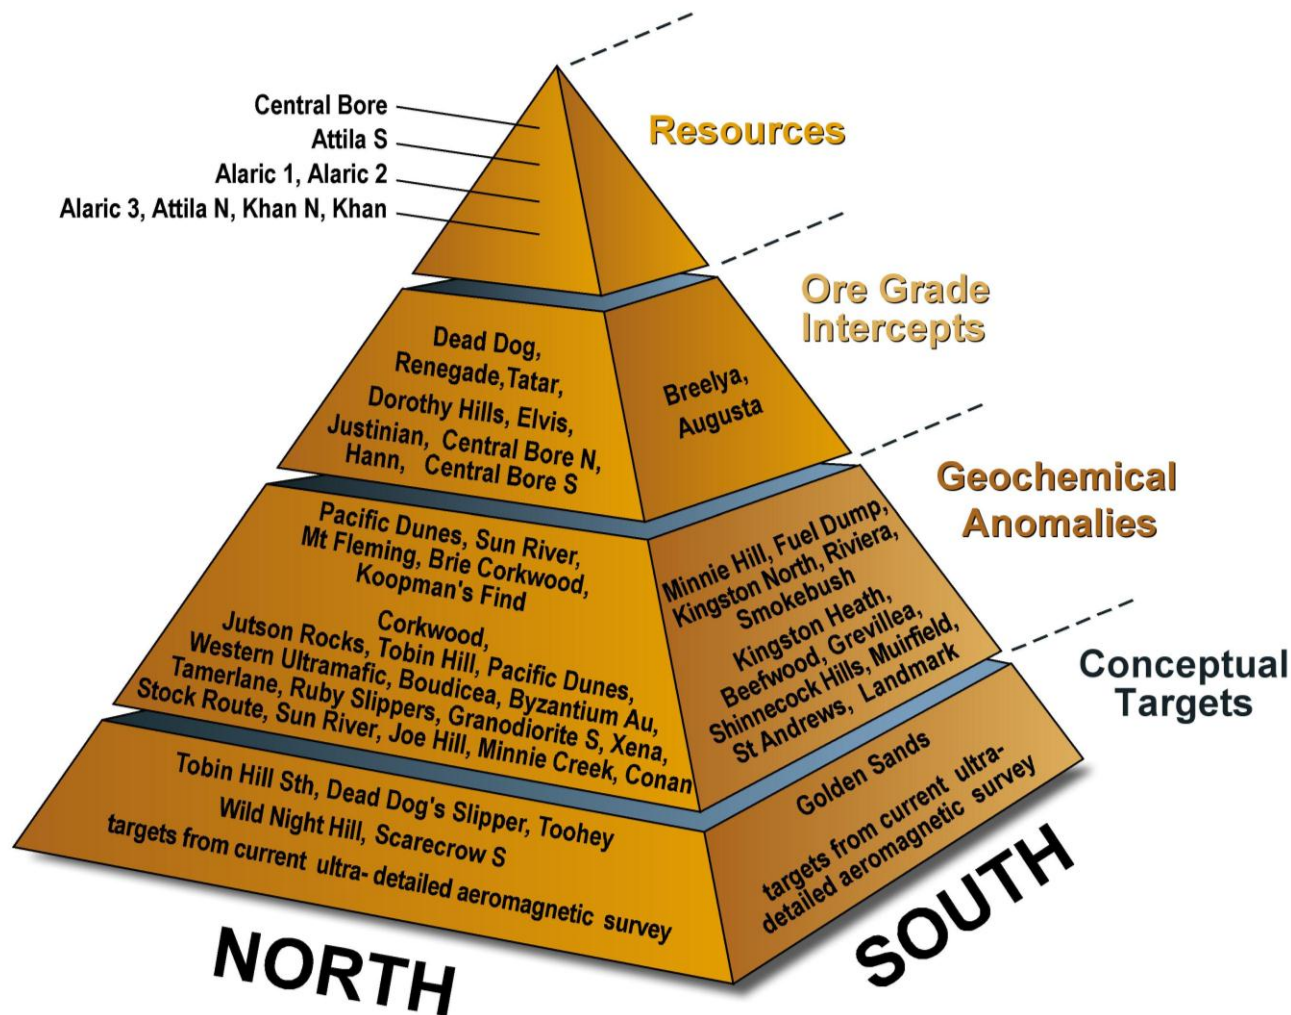 Central Bore
Attila S
Alaric 1, Alaric 2
Alaric 3, Attila N, Khan N, Khan
Resources
Ore Grade
Intercepts
Dead Dog,
Renegade,Tatar,
Dorothy Hills, Elvis,
Justinian, Central Bore N,
Hann, Central Bore S
Breelya,
Augusta
Geochemical
Anomalies
Pacific Dunes, Sun River,
Mt Fleming, Brie Corkwood,
Koopman's Find
Corkwood,
Jutson Rocks, Tobin Hill, Pacific Dunes,
Western Ultramafic, Boudicea, Byzantium Au,
Tamerlane, Ruby Slippers, Granodiorite S, Xena,
Stock Route, Sun River, Joe Hill, Minnie Creek, Conan
Minnie Hill, Fuel Dump,
Kingston North, Riviera,
Smokebush
Kingston Heath,
Beefwood, Grevillea,
Shinnecock Hills, Muirfield,
St Andrews, Landmark
Conceptual
Targets
Tobin Hill Sth, Dead Dog's Slipper, Toohey
Wild Night Hill, Scarecrow S
targets from current ultra- detailed aeromagnetic survey
Golden Sands
targets from current ultra-
detailed aeromagnetic survey
NORTH
SOUTH